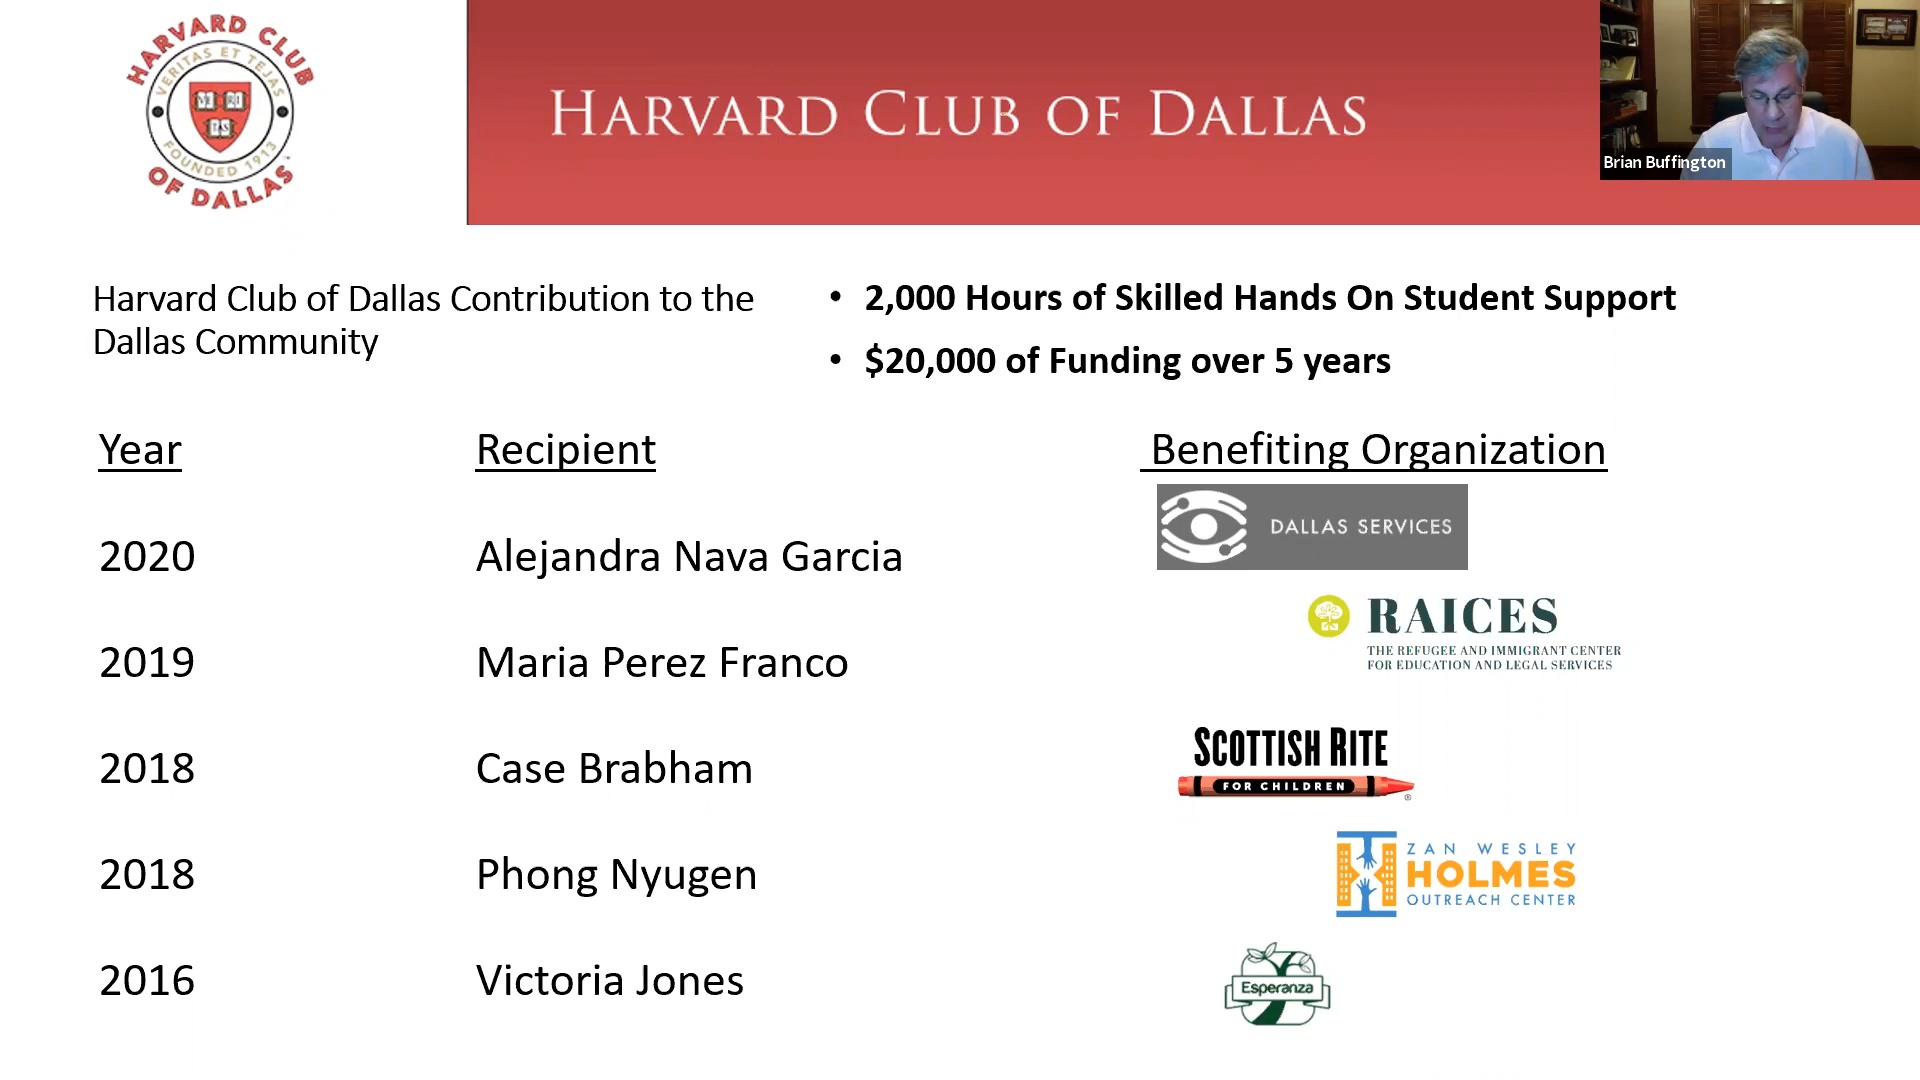 HARVARD CLUB
VERITAS ET TEJAS
VE RI
TAS
FOUNDED 1913
OF DALLAS
HARVARD CLUB OF DALLAS
Brian Buffington
Harvard Club of Dallas Contribution to the
Dallas Community
• 2,000 Hours of Skilled Hands On Student Support
• $20,000 of Funding over 5 years
Year Recipient Benefiting Organization
DALLAS SERVICES
2020 Alejandra Nava Garcia
RAICES
THE REFUGEE AND IMMIGRANT CENTER
FOR EDUCATION AND LEGAL SERVICES
2019 Maria Perez Franco
SCOTTISH RITE
FOR CHILDREN
®
2018 Case Brabham
ZAN WESLEY
HOLMES
OUTREACH CENTER
2018 Phong Nyugen
2016 Victoria Jones
Esperanza